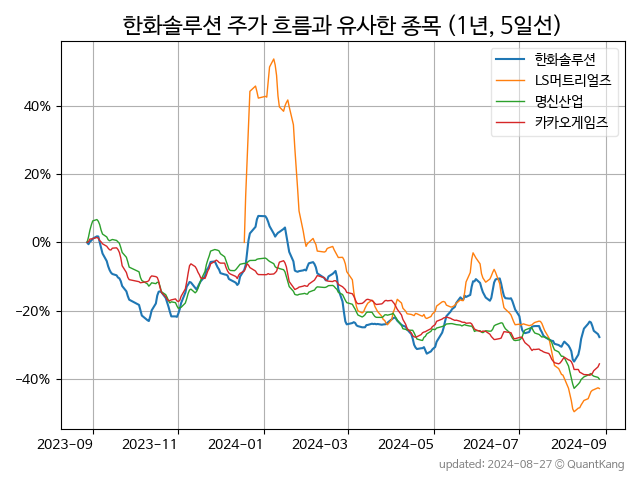 한화솔루션 주가 흐름과 유사한 종목 (1년, 5일선)
한화솔루션
LS머트리얼즈
명신산업
카카오게임즈
40%
20%
0%
−20%
−40%
2023-09 2023-11 2024-01 2024-03 2024-05 2024-07 2024-09
updated: 2024-08-27 © QuantKang